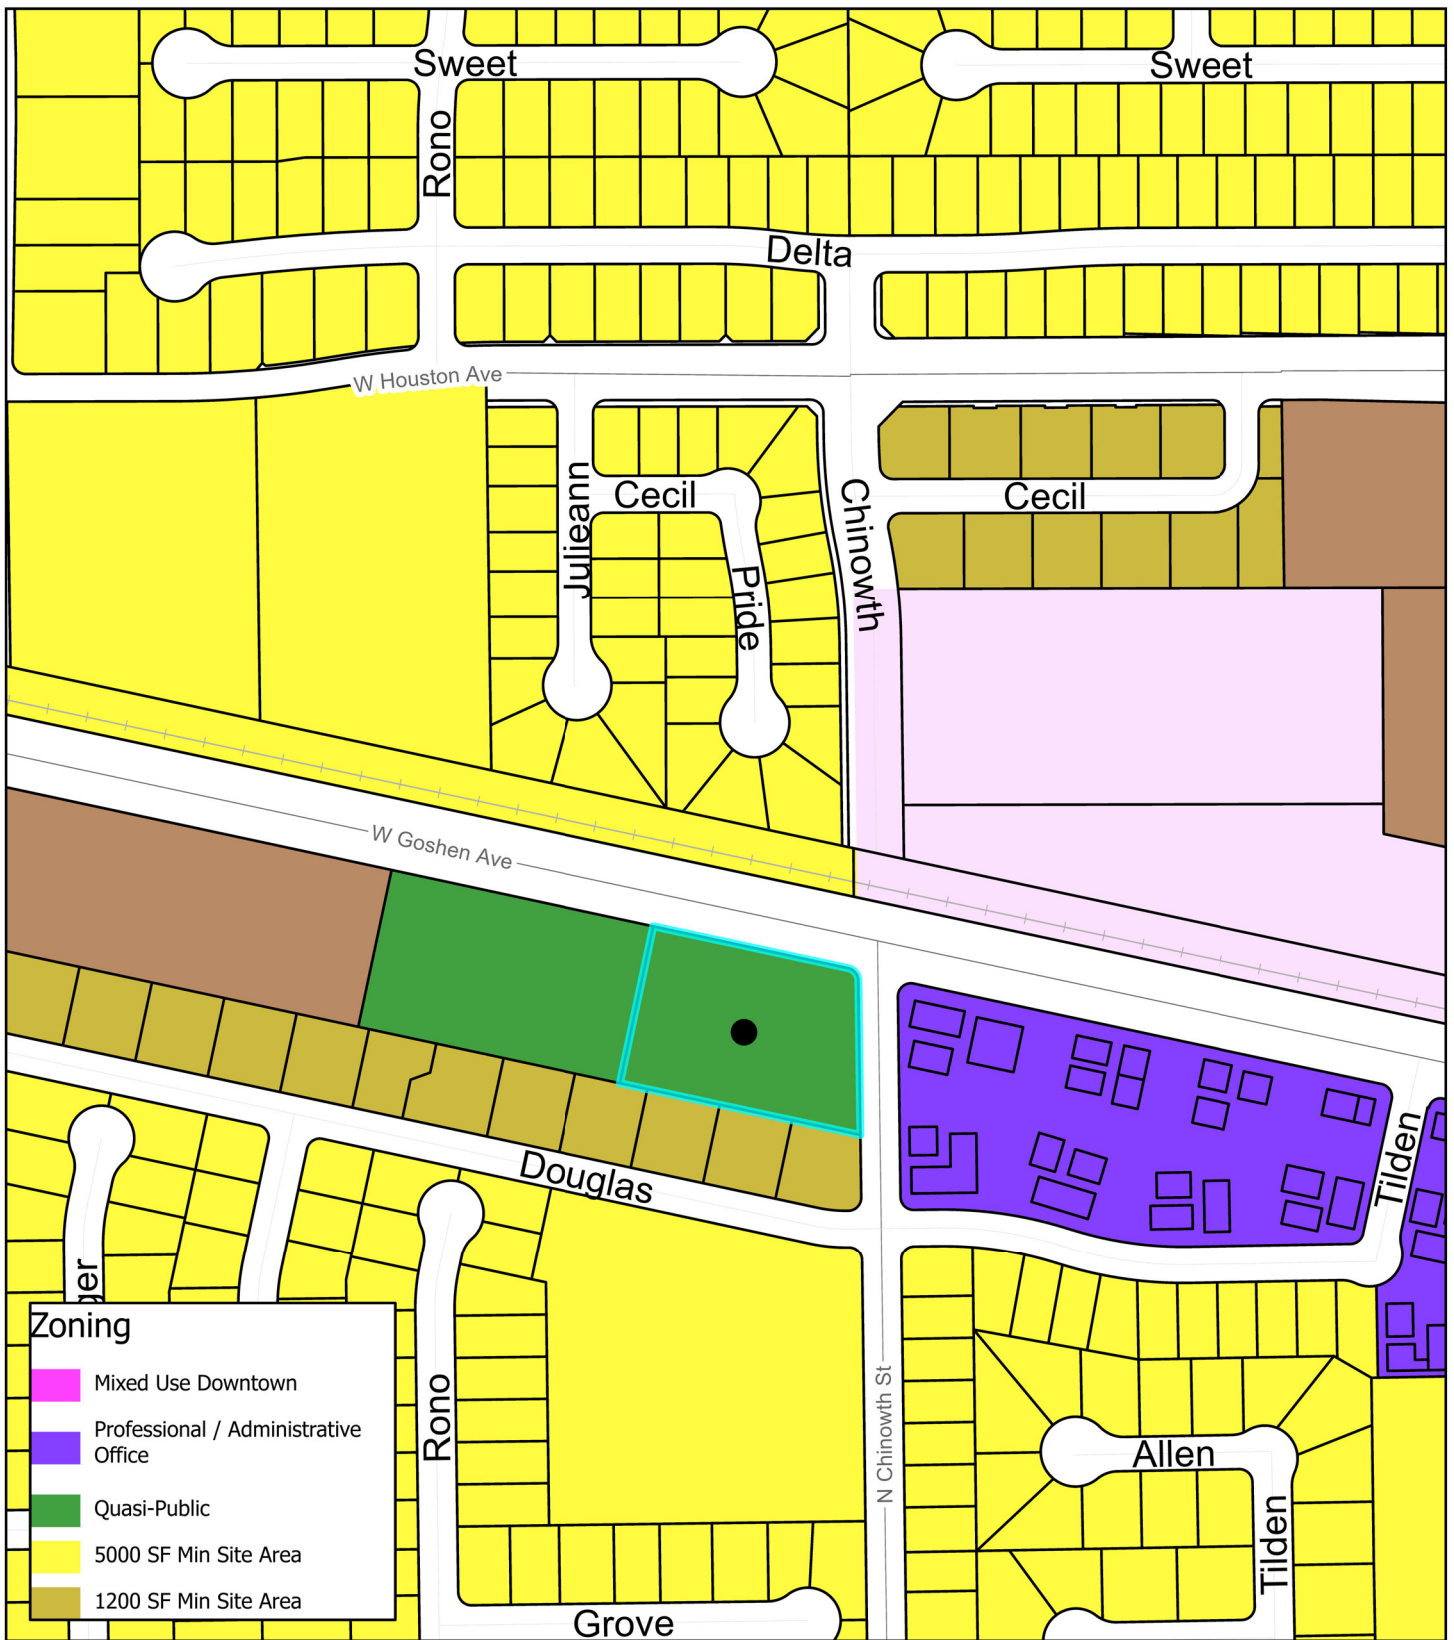 Sweet
Sweet
Rono
Delta
W Houston Ave
Julieann
Cecil
Chinowth
Cecil
Pride
W Goshen Ave
Tilden
Douglas
ger
Zoning
Mixed Use Downtown
Professional / Administrative
Office
Quasi-Public
5000 SF Min Site Area
1200 SF Min Site Area
Rono
N Chinowth St
Allen
Tilden
Grove